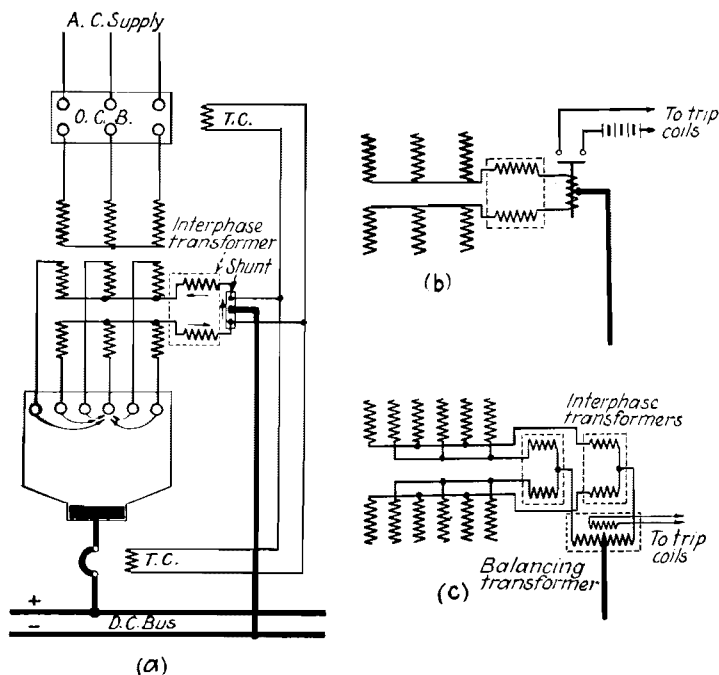 A. C. Supply
O. C. B.
T.C.
Interphase
transformer
Shunt
T.C.
+
D.C. Bus
-
(a)
To trip
coils
(b)
Interphase
transformers
To trip
coils
Balancing
transformer
(c)